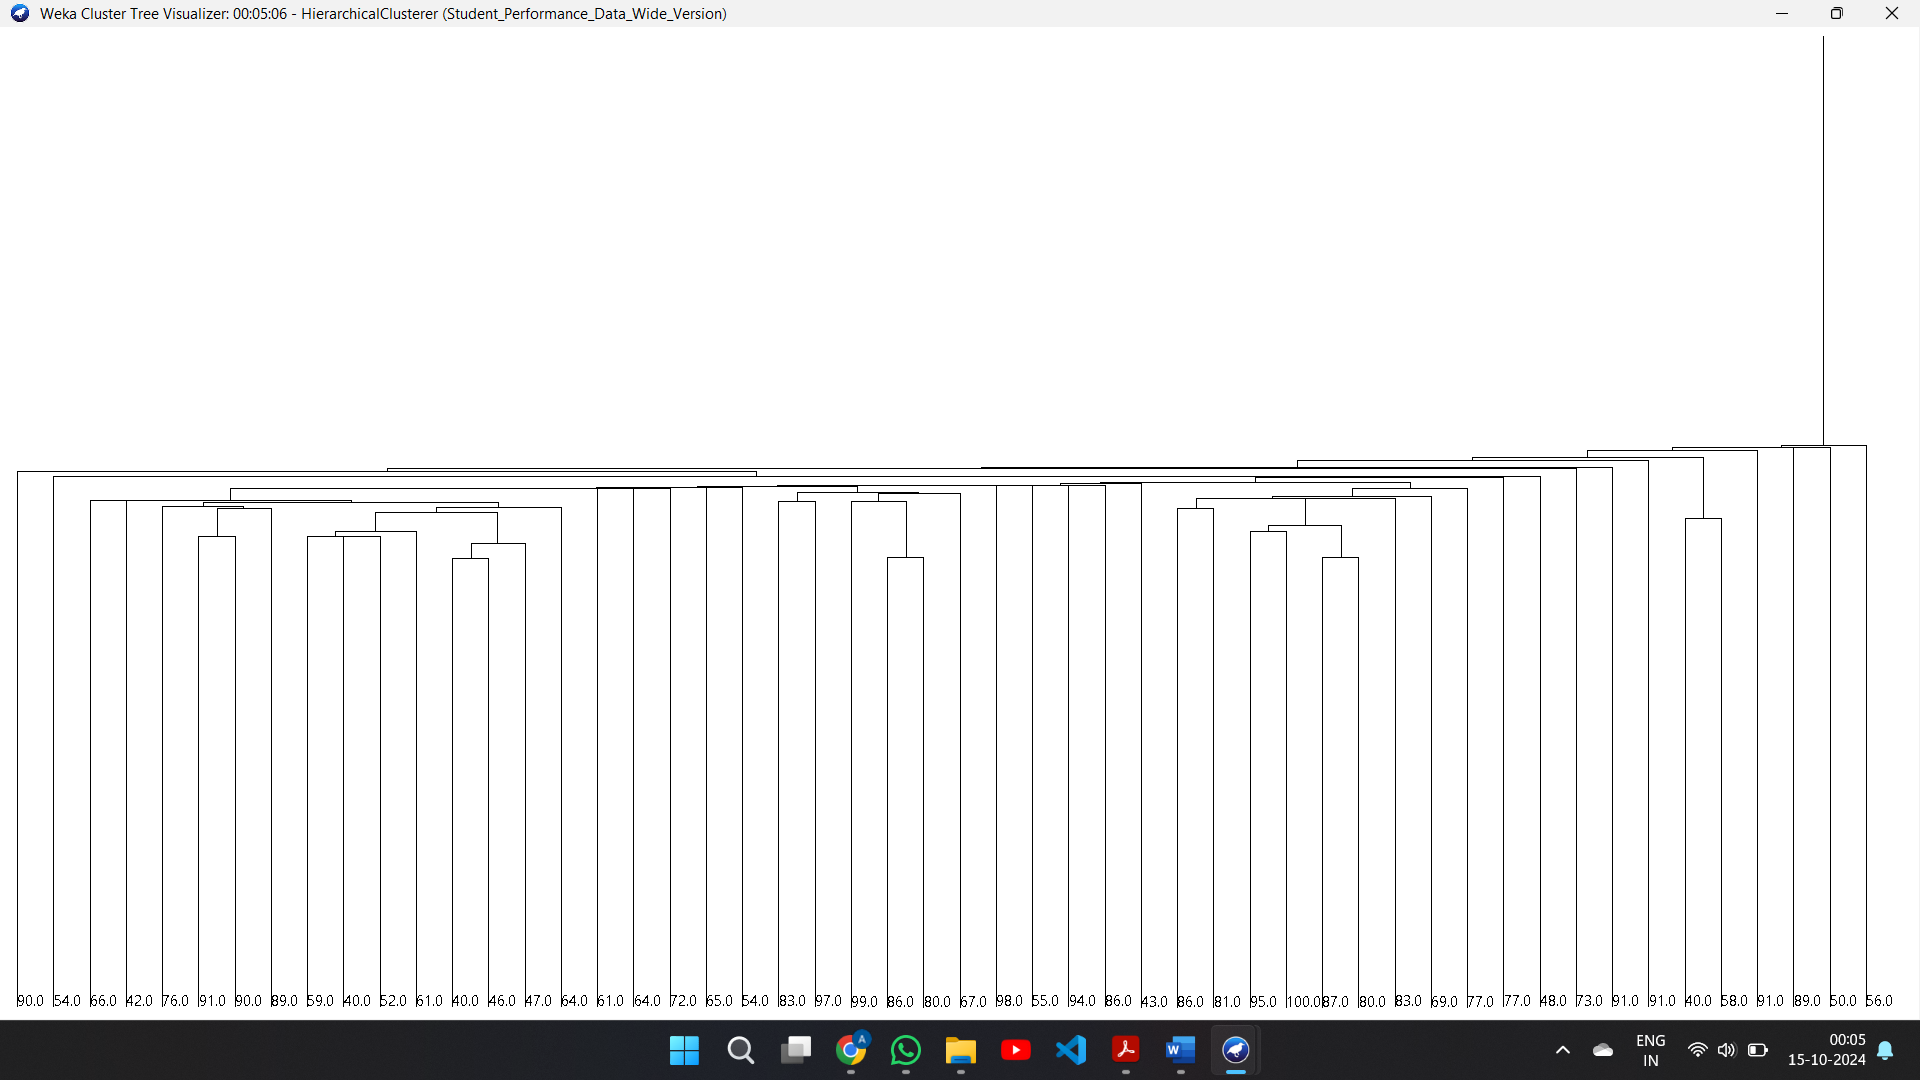 Weka Cluster Tree Visualizer: 00:05:06 - HierarchicalClusterer (Student_Performance_Data_Wide_Version)
90.0 54.0 66.0 42.0 76.0 91.0 90.0 89.0 59.0 40.0 52.0 61.0 40.0 46.0 47.0 64.0 61.0 64.0 72.0 65.0 54.0 83.0 97.0 99.0 86.0 80.0 67.0 98.0 55.0 94.0 86.0 43.0 86.0 81.0 95.0 100.0 87.0 80.0 83.0 69.0 77.0 77.0 48.0 73.0 91.0 91.0 40.0 58.0 91.0 89.0 50.0 56.0
A
W
ENG
IN
00:05
15-10-2024